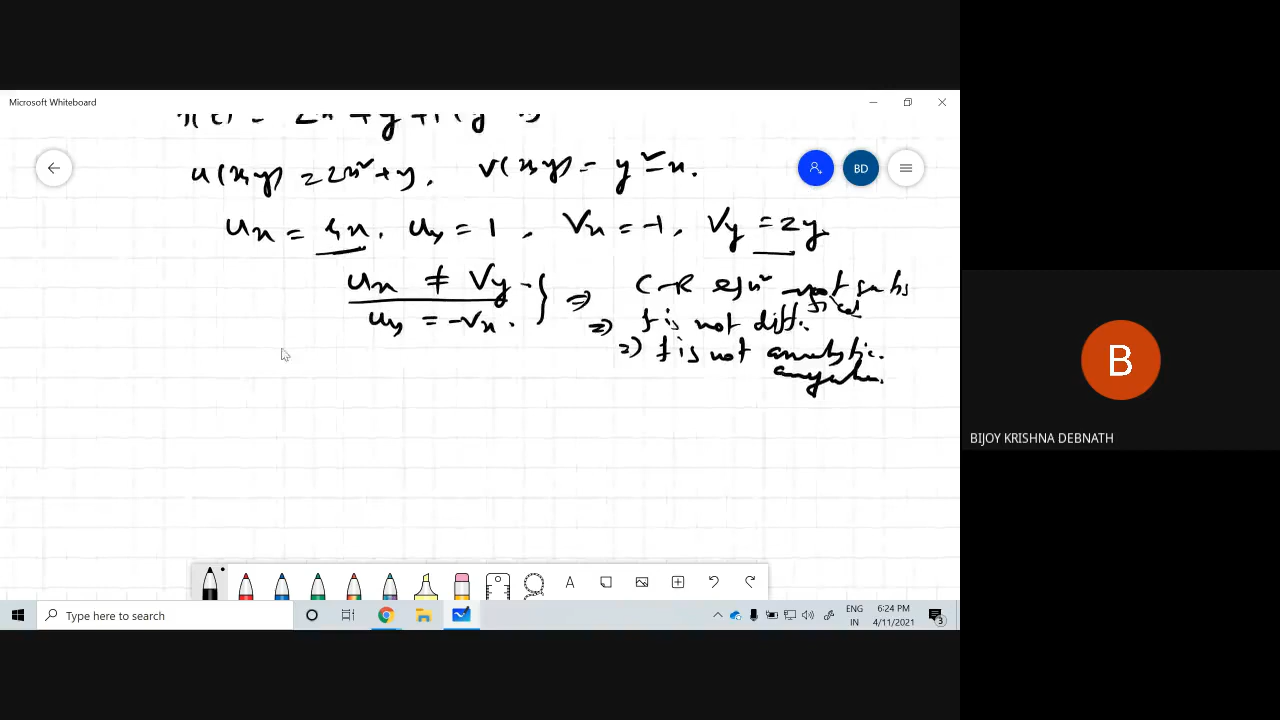 Microsoft Whiteboard
BD
u(x,y) = 2x² + y, v(x,y) = y² - x.
uₓ = 4x, u_y = 1, vₓ = -1, v_y = 2y
uₓ ≠ v_y
u_y = -vₓ.
} ⇒ C-R eqn² not satisfied
⇒ f is not diff.
⇒ f is not analytic.
anywhere.
B
BIJOY KRISHNA DEBNATH
A
Type here to search
ENG
IN
6:24 PM
4/11/2021
3